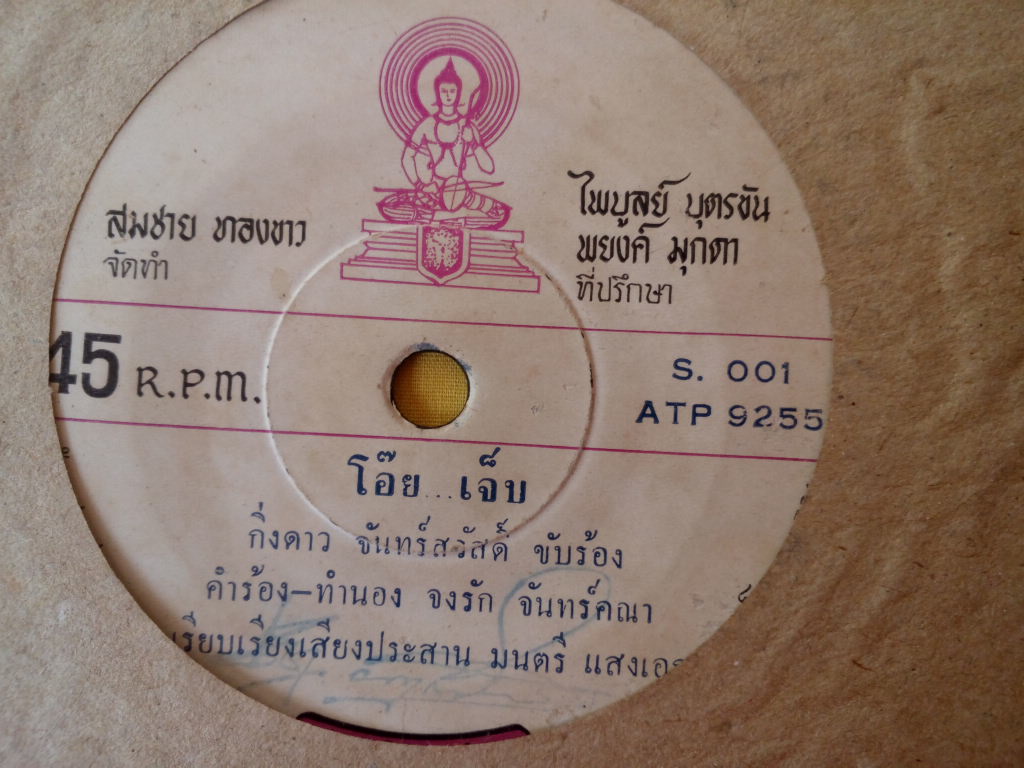 สมชาย ทองขาว
จัดทำ
ไพบูลย์ บุตรขัน
พยงค์ มุกดา
ที่ปรึกษา
45 R.P.M.
S. 001
ATP 9255
โอ๊ย...เจ็บ
กิ่งดาว จันทร์สวัสดิ์ ขับร้อง
คำร้อง-ทำนอง จงรัก จันทร์คณา
เรียบเรียงเสียงประสาน มนตรี